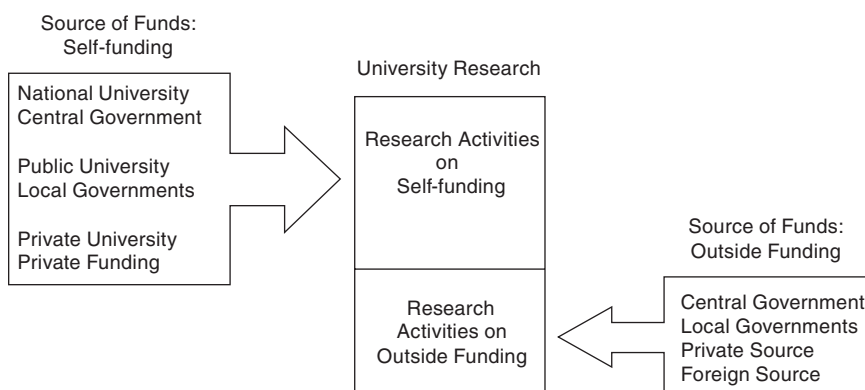 Source of Funds:
Self-funding
National University
Central Government
Public University
Local Governments
Private University
Private Funding
University Research
Research Activities
on
Self-funding
Research
Activities on
Outside Funding
Source of Funds:
Outside Funding
Central Government
Local Governments
Private Source
Foreign Source